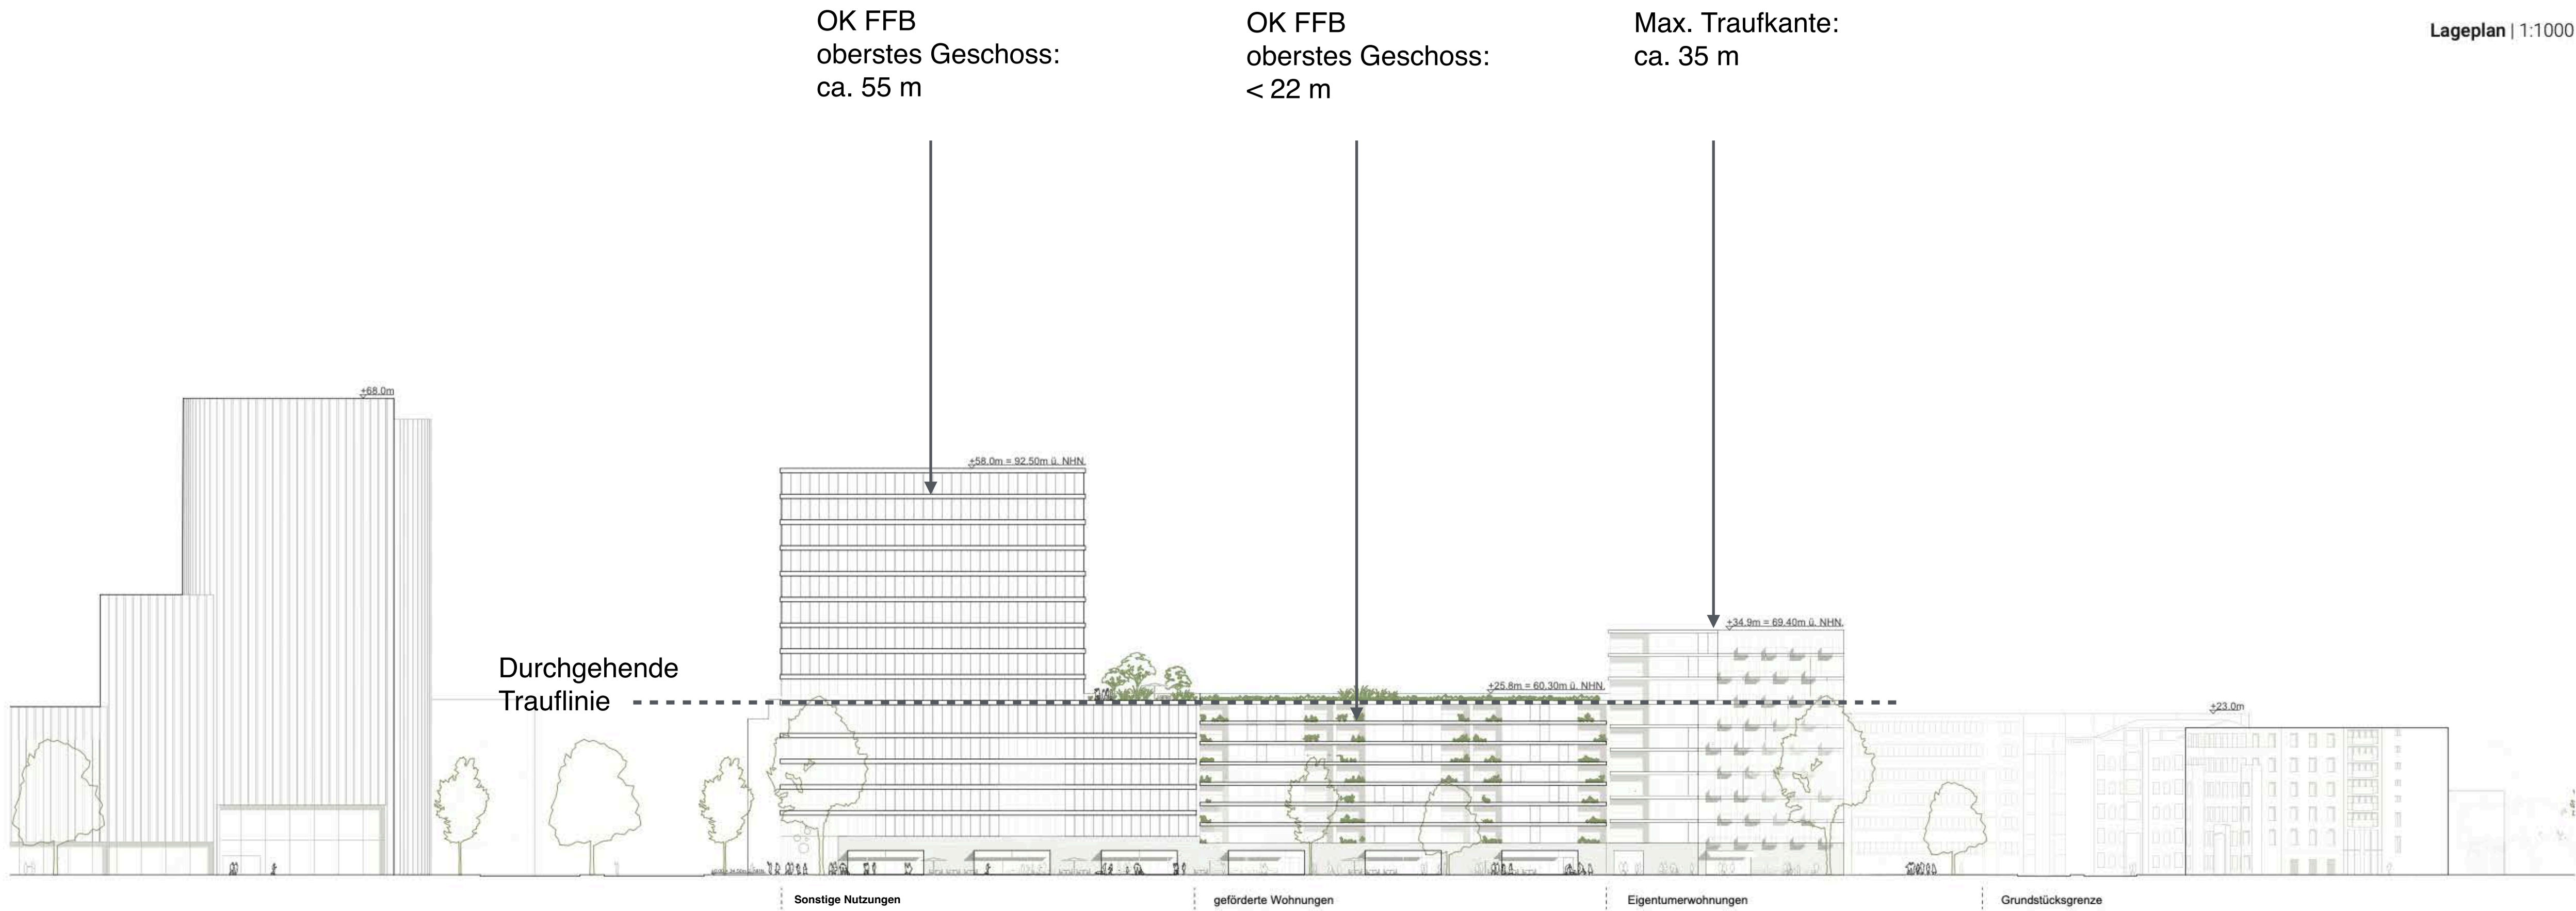 OK FFB
oberstes Geschoss:
ca. 55 m
OK FFB
oberstes Geschoss:
< 22 m
Max. Traufkante:
ca. 35 m
Lageplan | 1:1000
+68.0m
+58.0m = 92.50m ü. NHN.
+34.9m = 69.40m ü. NHN.
Durchgehende
Trauflinie
+25.8m = 60.30m ü. NHN.
+23.0m
Sonstige Nutzungen
geförderte Wohnungen
Eigentumerwohnungen
Grundstücksgrenze